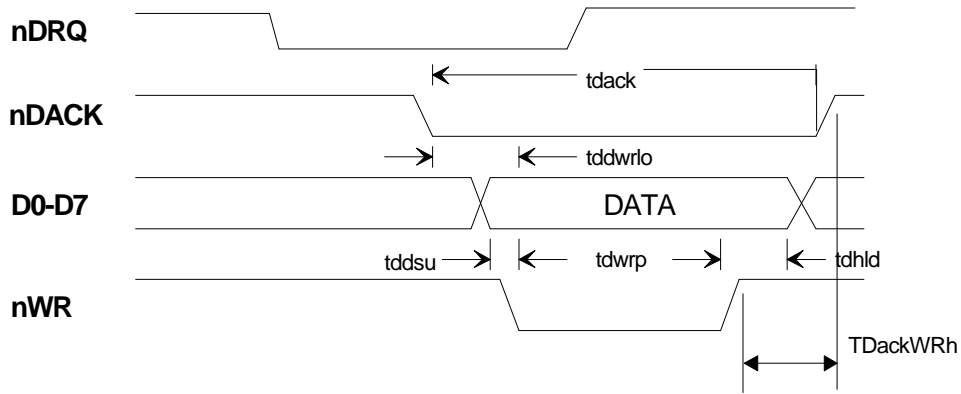 nDRQ
tdack
nDACK
tddwrlo
D0-D7
DATA
tddsu
tdwrp
tdhld
nWR
TDackWRh